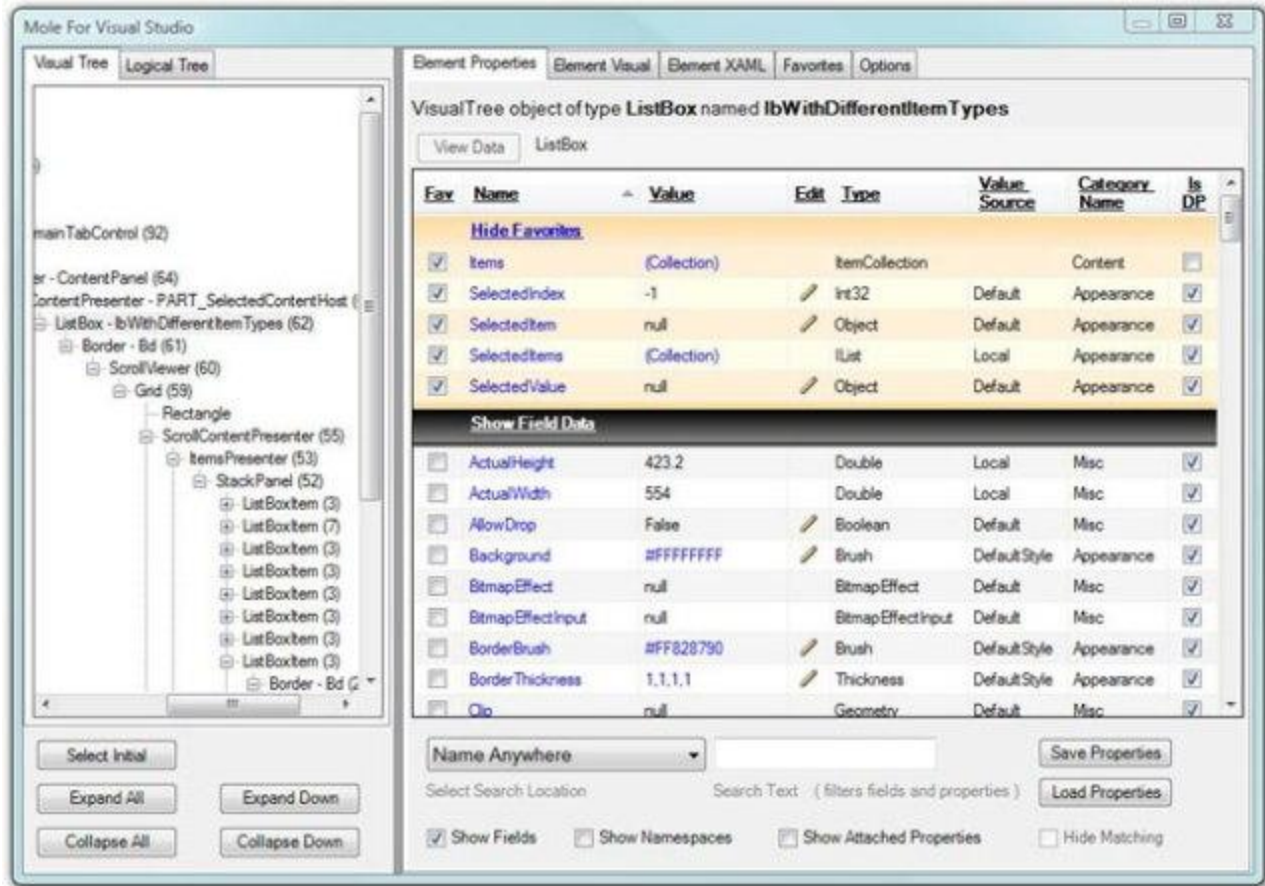 Mole For Visual Studio
Visual Tree Logical Tree
mainTabControl (92)
er - ContentPanel (64)
ContentPresenter - PART_SelectedContentHost (
ListBox - lbWithDifferentItemTypes (62)
Border - Bd (61)
ScrollViewer (60)
Grid (59)
Rectangle
ScrollContentPresenter (55)
ItemsPresenter (53)
StackPanel (52)
ListBoxItem (3)
ListBoxItem (7)
ListBoxItem (3)
ListBoxItem (3)
ListBoxItem (3)
ListBoxItem (3)
ListBoxItem (3)
ListBoxItem (3)
Border - Bd (2
Select Initial
Expand All Expand Down
Collapse All Collapse Down
Element Properties Element Visual Element XAML Favorites Options
VisualTree object of type ListBox named lbWithDifferentItemTypes
View Data ListBox
Fav Name Value Edit Type Value Source Category Name Is DP
Hide Favorites
Items (Collection) ItemCollection Content
SelectedIndex -1 Int32 Default Appearance
SelectedItem null Object Default Appearance
SelectedItems (Collection) IList Local Appearance
SelectedValue null Object Default Appearance
Show Field Data
ActualHeight 423.2 Double Local Misc
ActualWidth 554 Double Local Misc
AllowDrop False Boolean Default Misc
Background #FFFFFFFF Brush DefaultStyle Appearance
BitmapEffect null BitmapEffect Default Misc
BitmapEffectInput null BitmapEffectInput Default Misc
BorderBrush #FF828790 Brush DefaultStyle Appearance
BorderThickness 1,1,1,1 Thickness DefaultStyle Appearance
Clip null Geometry Default Misc
Name Anywhere
Select Search Location Search Text ( filters fields and properties )
Save Properties
Load Properties
Show Fields Show Namespaces Show Attached Properties Hide Matching